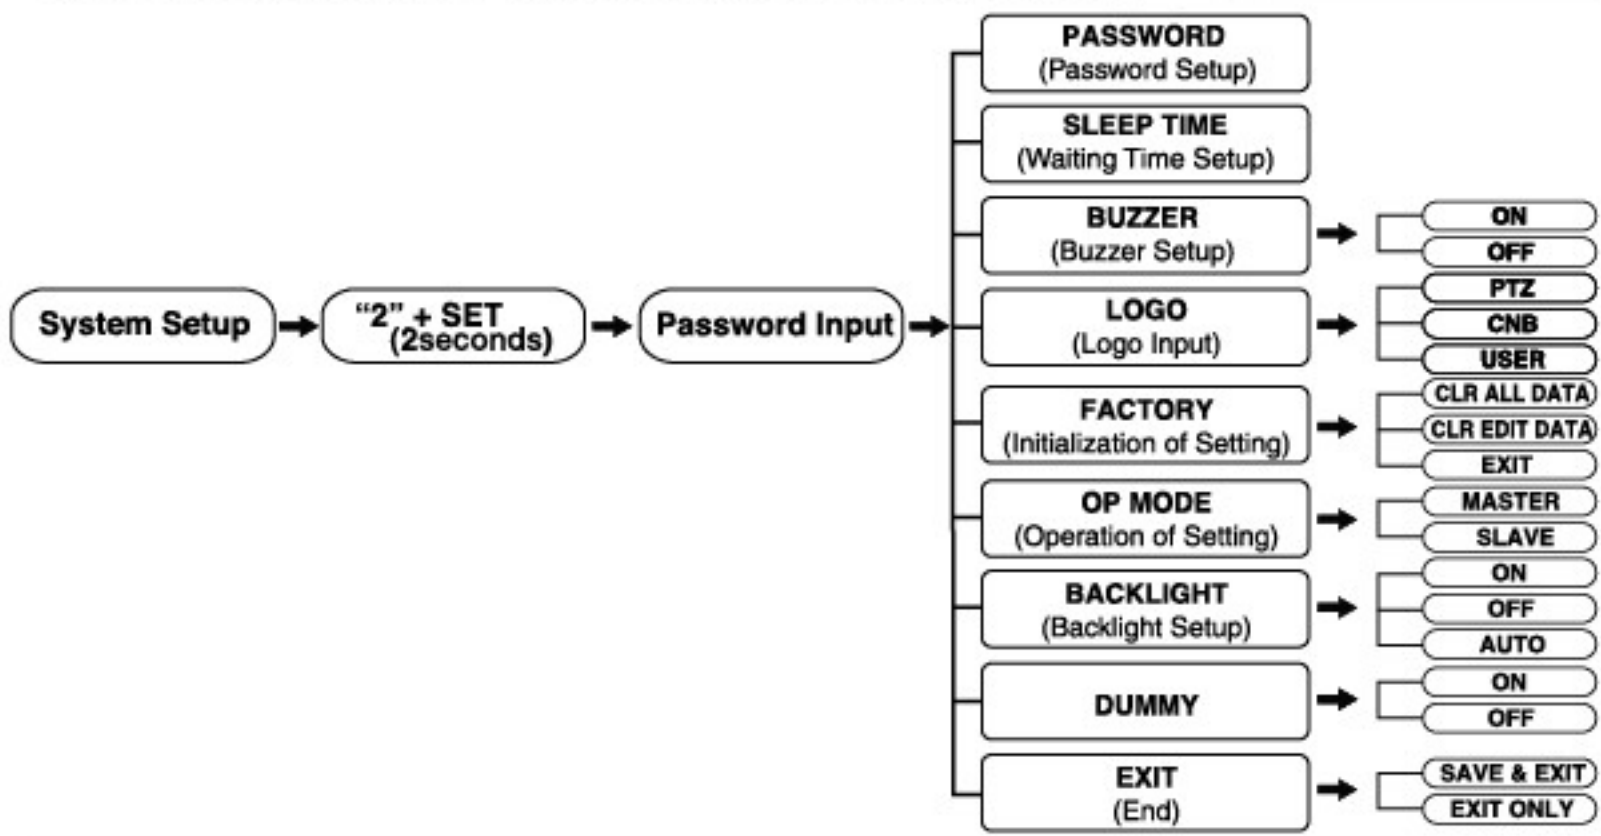 System Setup
“2” + SET
(2seconds)
Password Input
PASSWORD
(Password Setup)
SLEEP TIME
(Waiting Time Setup)
BUZZER
(Buzzer Setup)
ON
OFF
LOGO
(Logo Input)
PTZ
CNB
USER
FACTORY
(Initialization of Setting)
CLR ALL DATA
CLR EDIT DATA
EXIT
OP MODE
(Operation of Setting)
MASTER
SLAVE
BACKLIGHT
(Backlight Setup)
ON
OFF
AUTO
DUMMY
ON
OFF
EXIT
(End)
SAVE & EXIT
EXIT ONLY